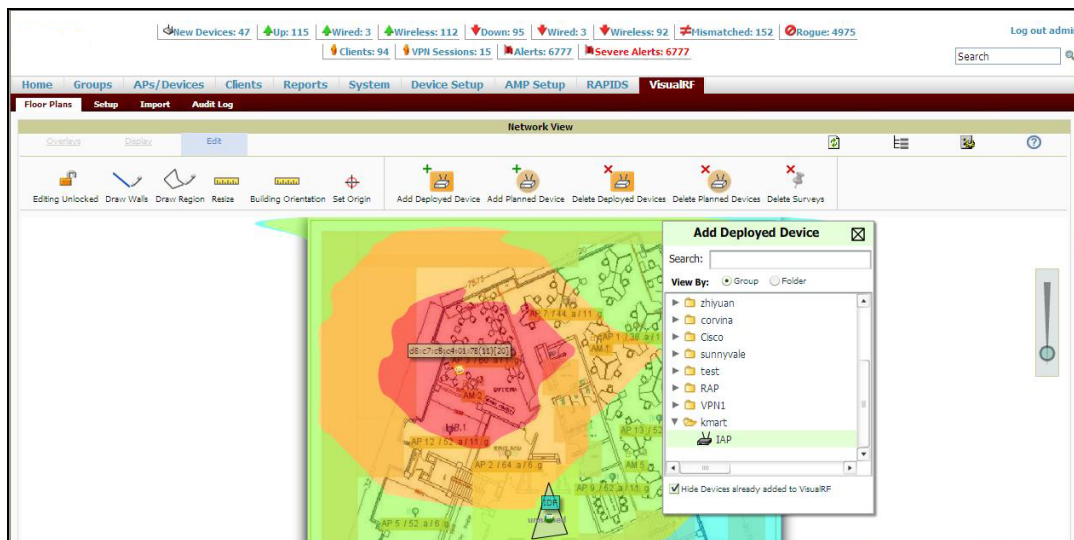 New Devices: 47 Up: 115 Wired: 3 Wireless: 112 Down: 95 Wired: 3 Wireless: 92 Mismatched: 152 Rogue: 4975
Log out admi
Clients: 94 VPN Sessions: 15 Alerts: 6777 Severe Alerts: 6777
Search
Home Groups APs/Devices Clients Reports System Device Setup AMP Setup RAPIDS VisualRF
Floor Plans Setup Import Audit Log
Network View
Overlays Display Edit
Editing Unlocked Draw Walls Draw Region Resize Building Orientation Set Origin Add Deployed Device Add Planned Device Delete Deployed Devices Delete Planned Devices Delete Surveys
Add Deployed Device
Search:
View By: Group Folder
zhiyuan
corvina
Cisco
sunnyvale
test
RAP
VPN1
kmart
IAP
Hide Devices already added to VisualRF
AP 7 / 44 a / 11 g
AM 1
AM 2
AP 12 / 52 a / 11 g
AP 13 / 52
AP 2 / 64 a / 6 g
AM 5
AP 5 / 52 a / 6 g